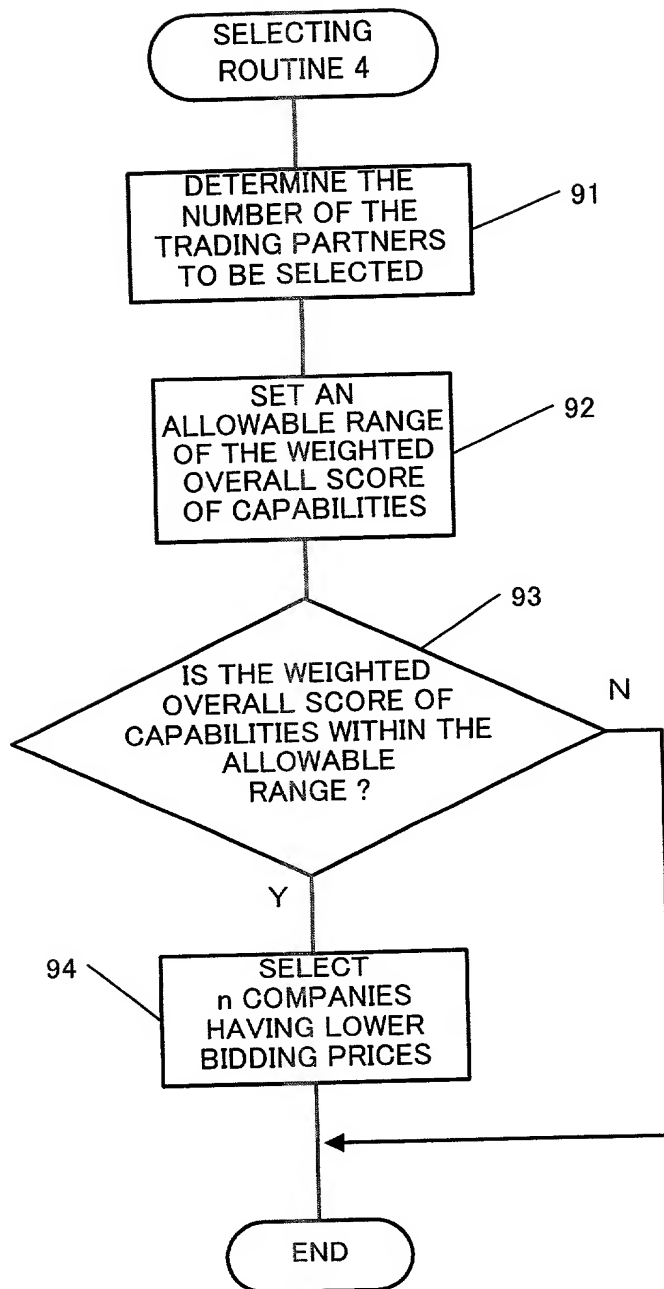 SELECTING
ROUTINE 4
DETERMINE THE
NUMBER OF THE
TRADING PARTNERS
TO BE SELECTED
91
SET AN
ALLOWABLE RANGE
OF THE WEIGHTED
OVERALL SCORE
OF CAPABILITIES
92
93
IS THE WEIGHTED
OVERALL SCORE OF
CAPABILITIES WITHIN THE
ALLOWABLE
RANGE ?
N
Y
94
SELECT
n COMPANIES
HAVING LOWER
BIDDING PRICES
END